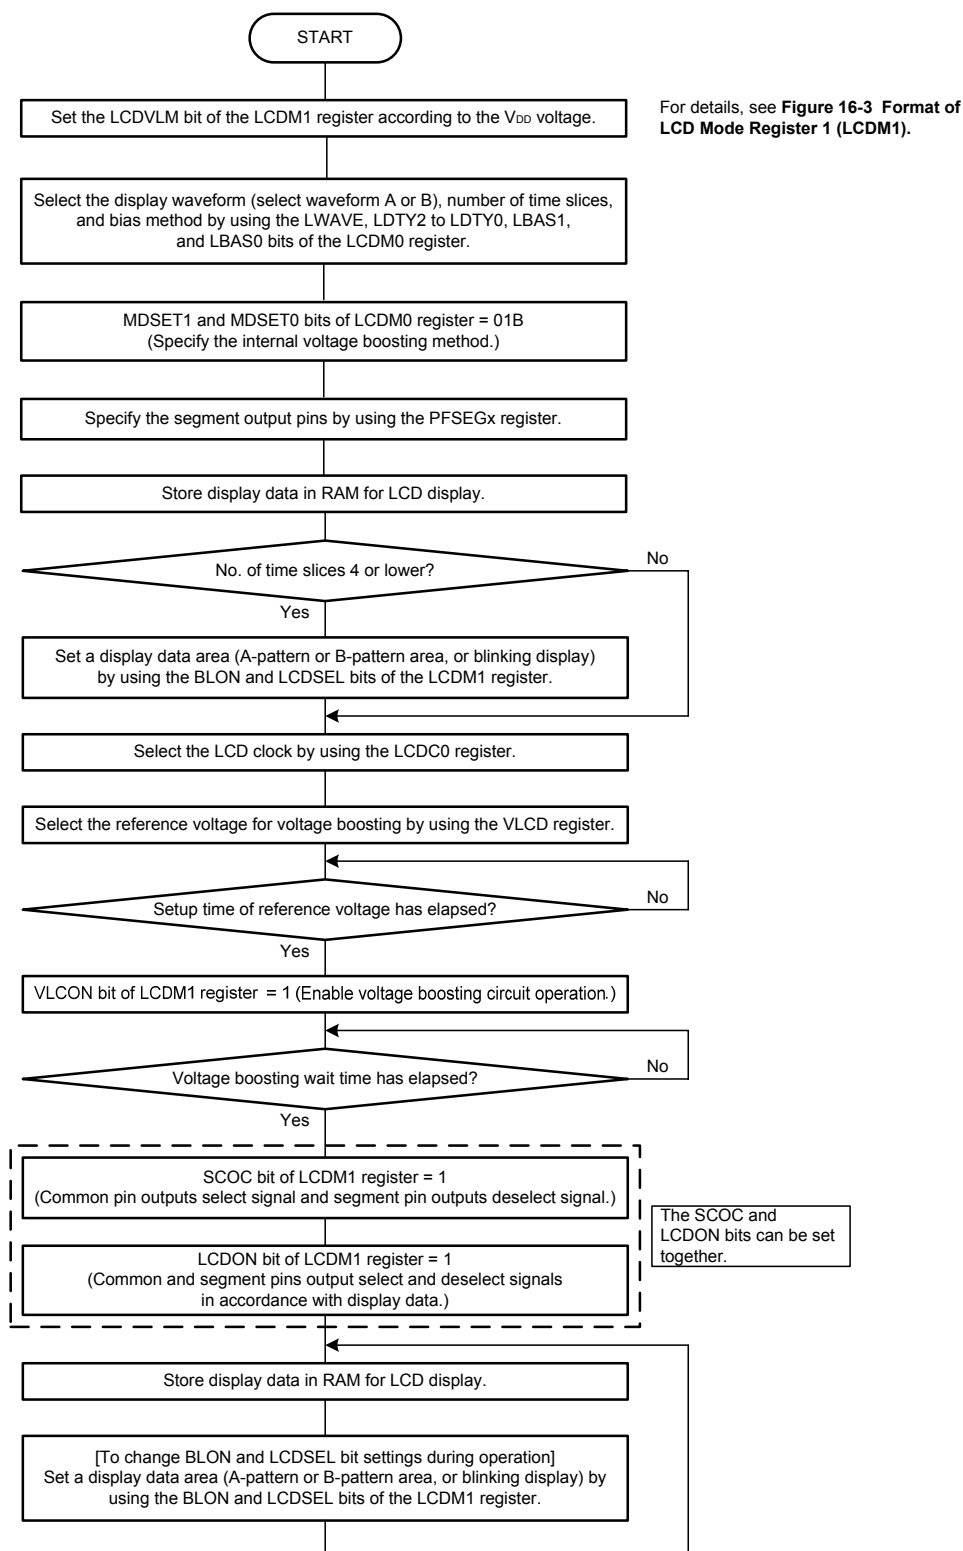 START
Set the LCDVLM bit of the LCDM1 register according to the VDD voltage.
For details, see Figure 16-3 Format of
LCD Mode Register 1 (LCDM1).
Select the display waveform (select waveform A or B), number of time slices,
and bias method by using the LWAVE, LDTY2 to LDTY0, LBAS1,
and LBAS0 bits of the LCDM0 register.
MDSET1 and MDSET0 bits of LCDM0 register = 01B
(Specify the internal voltage boosting method.)
Specify the segment output pins by using the PFSEGx register.
Store display data in RAM for LCD display.
No. of time slices 4 or lower?
No
Yes
Set a display data area (A-pattern or B-pattern area, or blinking display)
by using the BLON and LCDSEL bits of the LCDM1 register.
Select the LCD clock by using the LCDC0 register.
Select the reference voltage for voltage boosting by using the VLCD register.
Setup time of reference voltage has elapsed?
No
Yes
VLCON bit of LCDM1 register = 1 (Enable voltage boosting circuit operation.)
Voltage boosting wait time has elapsed?
No
Yes
SCOC bit of LCDM1 register = 1
(Common pin outputs select signal and segment pin outputs deselect signal.)
The SCOC and
LCDON bits can be set
together.
LCDON bit of LCDM1 register = 1
(Common and segment pins output select and deselect signals
in accordance with display data.)
Store display data in RAM for LCD display.
[To change BLON and LCDSEL bit settings during operation]
Set a display data area (A-pattern or B-pattern area, or blinking display) by
using the BLON and LCDSEL bits of the LCDM1 register.